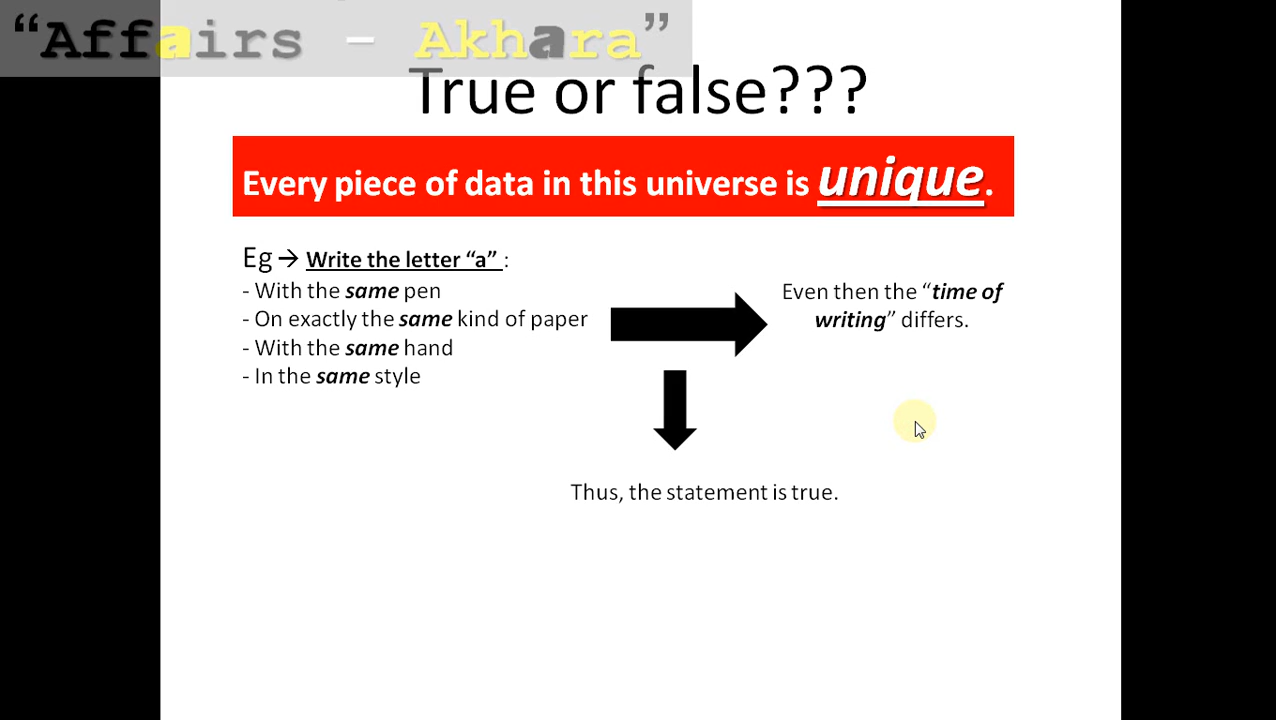 “Affairs – Akhara”
True or false???
Every piece of data in this universe is unique.
Eg → Write the letter “a” :
- With the same pen
- On exactly the same kind of paper
- With the same hand
- In the same style
Even then the “time of
writing” differs.
Thus, the statement is true.